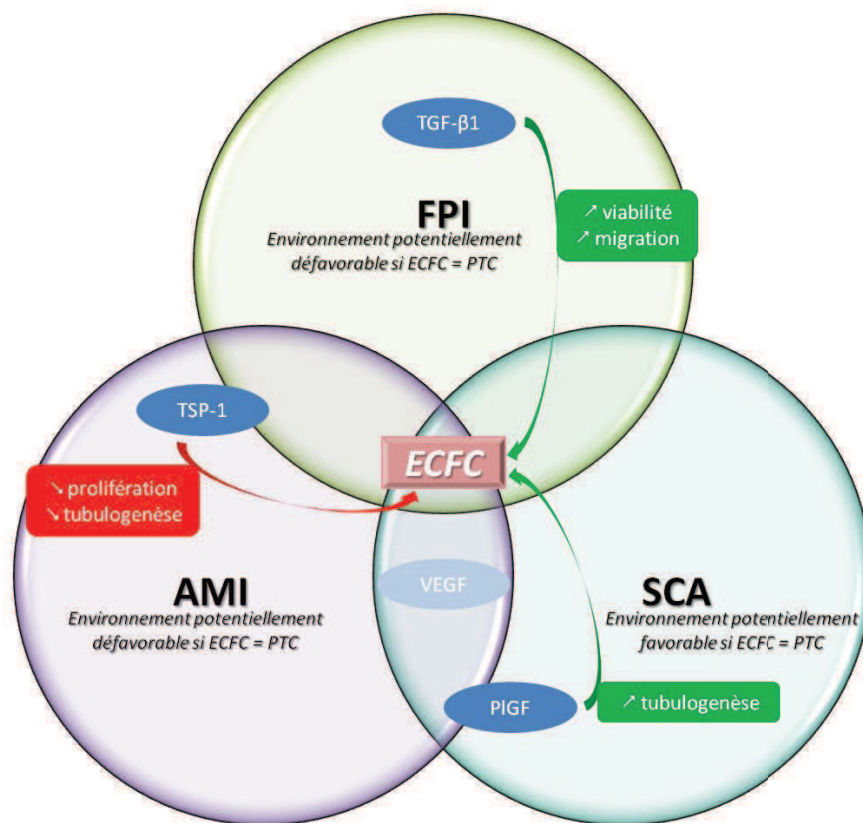 TGF-β1
FPI
Environnement potentiellement
défavorable si ECFC = PTC
↗ viabilité
↗ migration
TSP-1
↘ prolifération
↘ tubulogenèse
ECFC
VEGF
AMI
Environnement potentiellement
défavorable si ECFC = PTC
SCA
Environnement potentiellement
favorable si ECFC = PTC
PlGF
↗ tubulogenèse